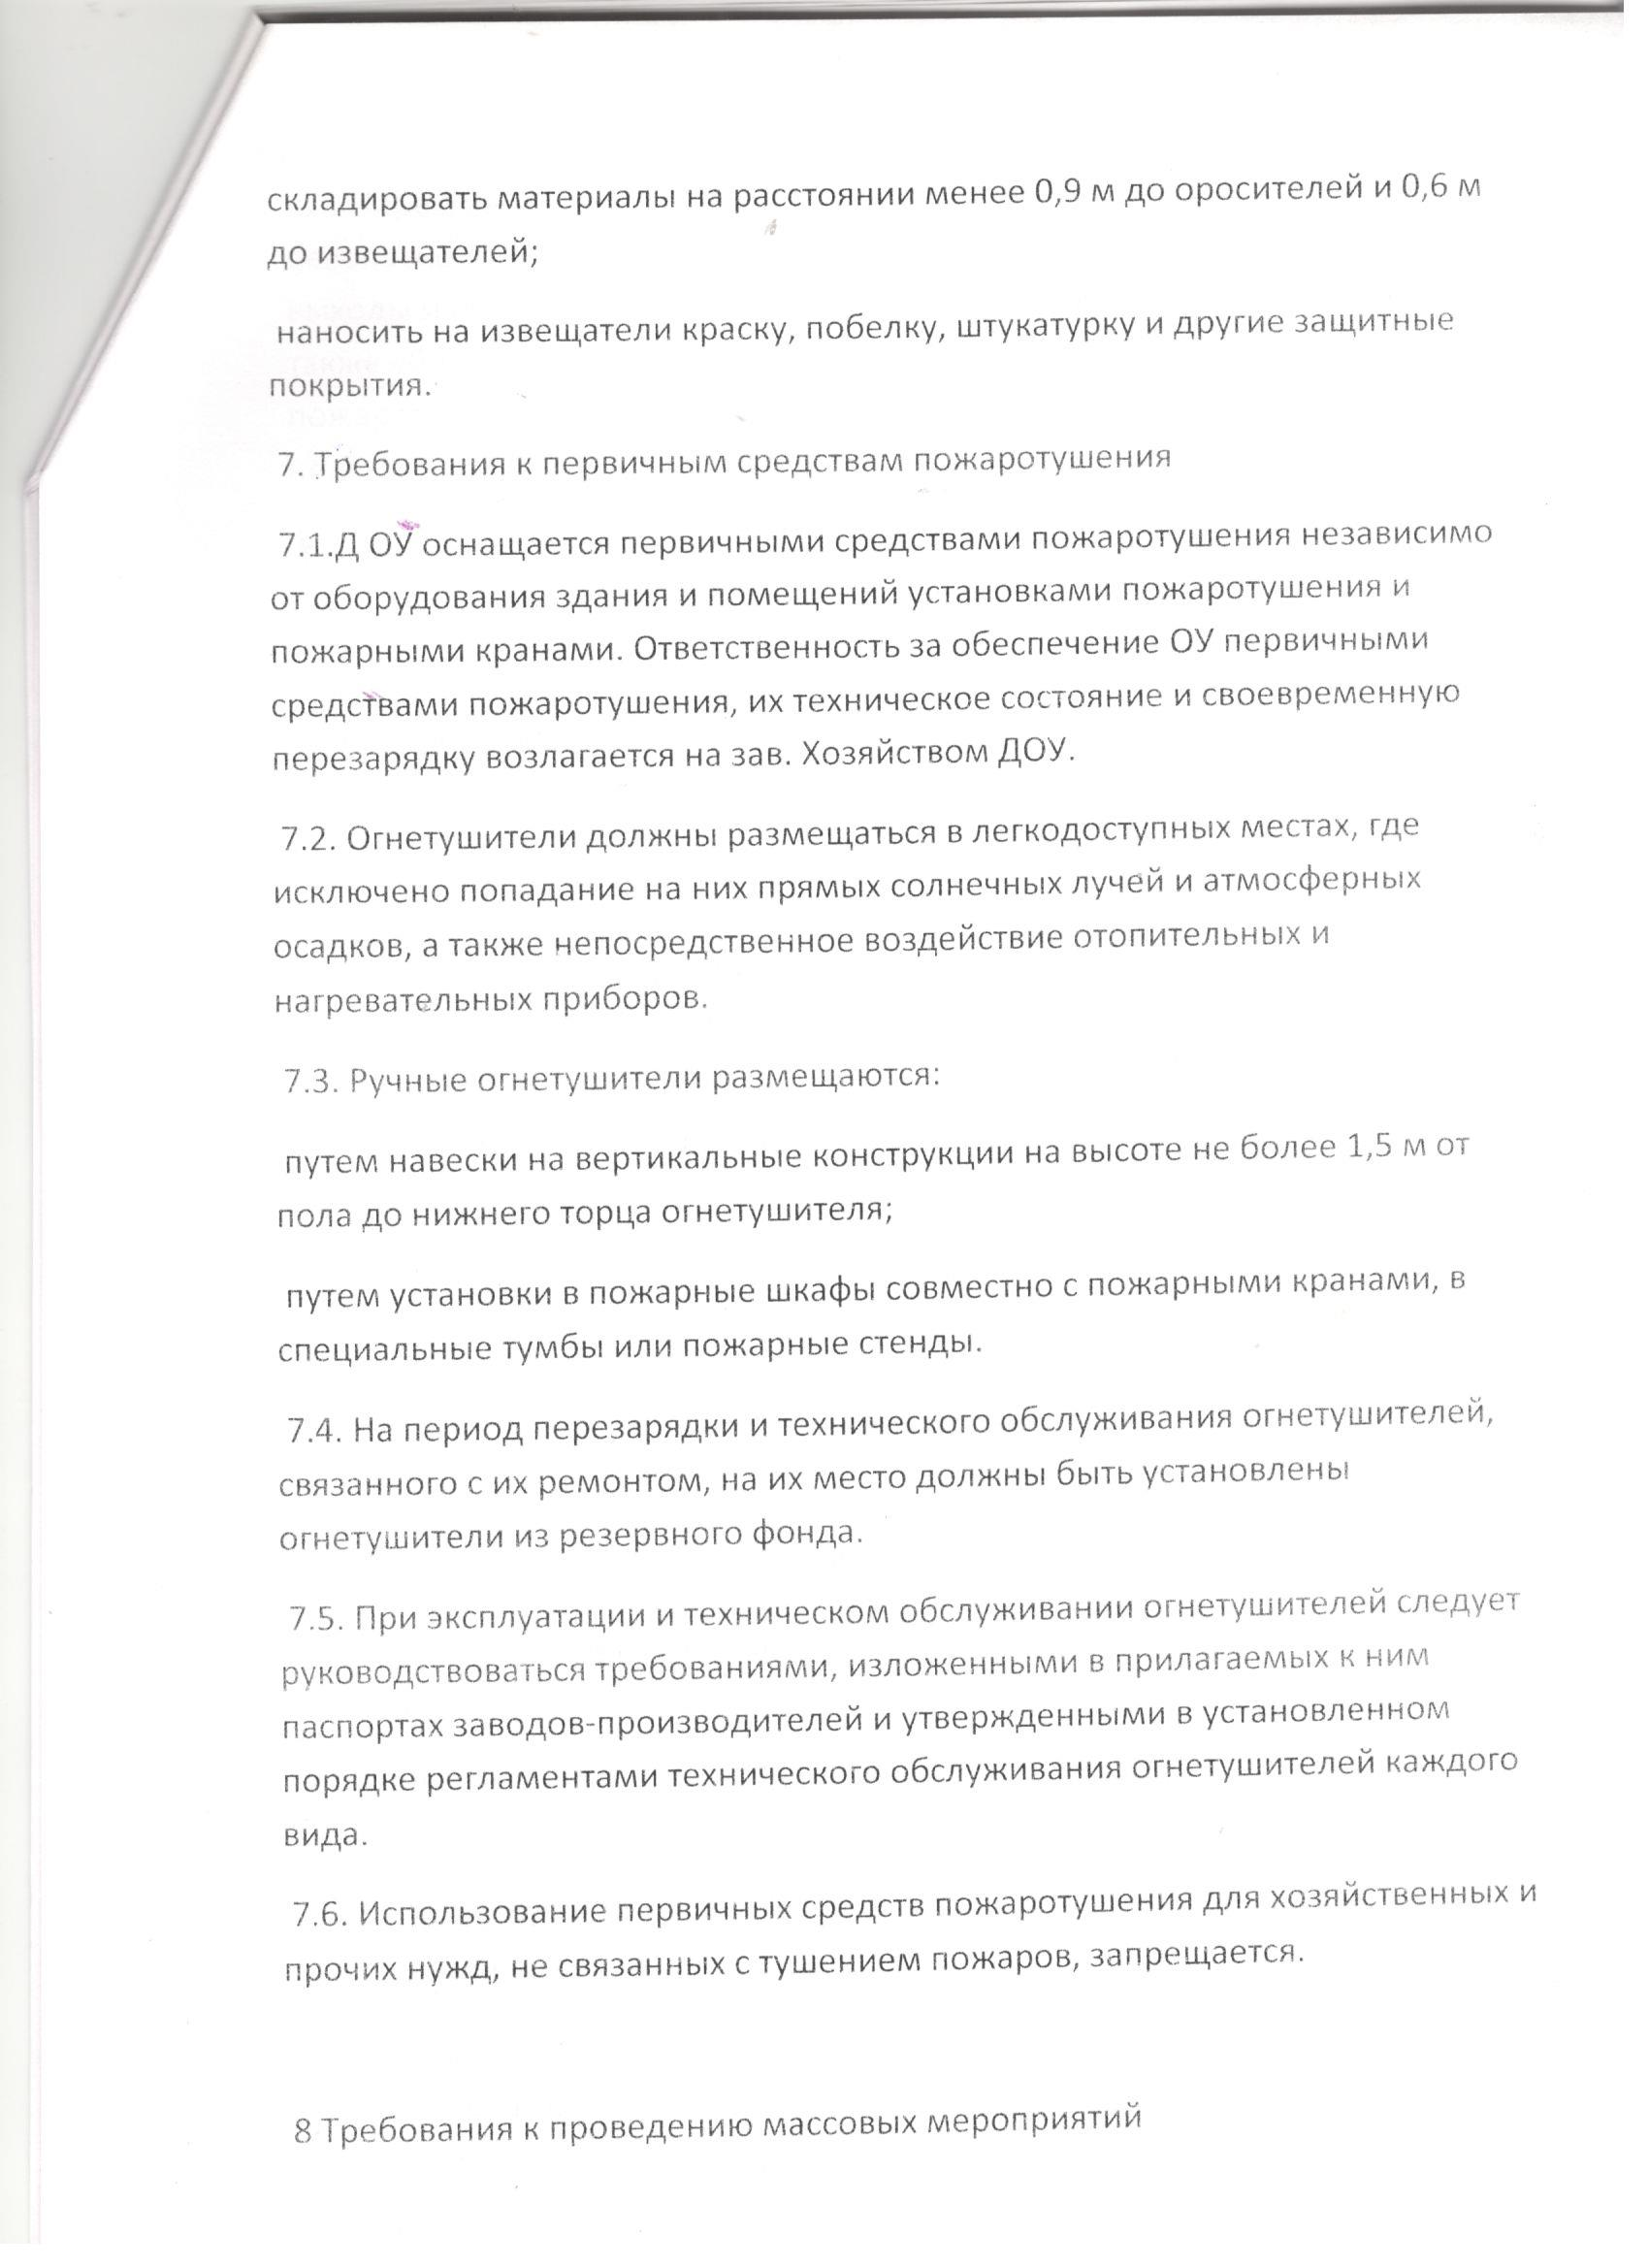 складировать материалы на расстоянии менее 0,9 м до оросителей и 0,6 м
до извещателей;
наносить на извещатели краску, побелку, штукатурку и другие защитные
покрытия.
7. Требования к первичным средствам пожаротушения
7.1.Д ОУ оснащается первичными средствами пожаротушения независимо
от оборудования здания и помещений установками пожаротушения и
пожарными кранами. Ответственность за обеспечение ОУ первичными
средствами пожаротушения, их техническое состояние и своевременную
перезарядку возлагается на зав. Хозяйством ДОУ.
7.2. Огнетушители должны размещаться в легкодоступных местах, где
исключено попадание на них прямых солнечных лучей и атмосферных
осадков, а также непосредственное воздействие отопительных и
нагревательных приборов.
7.3. Ручные огнетушители размещаются:
путем навески на вертикальные конструкции на высоте не более 1,5 м от
пола до нижнего торца огнетушителя;
путем установки в пожарные шкафы совместно с пожарными кранами, в
специальные тумбы или пожарные стенды.
7.4. На период перезарядки и технического обслуживания огнетушителей,
связанного с их ремонтом, на их место должны быть установлены
огнетушители из резервного фонда.
7.5. При эксплуатации и техническом обслуживании огнетушителей следует
руководствоваться требованиями, изложенными в прилагаемых к ним
паспортах заводов-производителей и утвержденными в установленном
порядке регламентами технического обслуживания огнетушителей каждого
вида.
7.6. Использование первичных средств пожаротушения для хозяйственных и
прочих нужд, не связанных с тушением пожаров, запрещается.
8 Требования к проведению массовых мероприятий